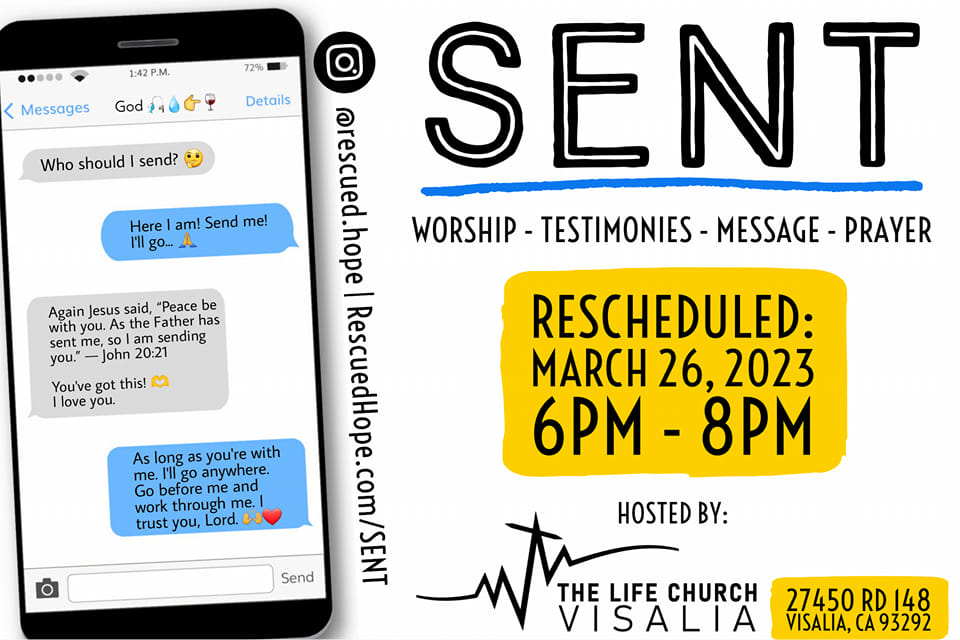 1:42 P.M.
72%
Messages
God 🎧💧👉🍷
Details
Who should I send? 🤔
Here I am! Send me!
I'll go... 🙏
Again Jesus said, “Peace be
with you. As the Father has
sent me, so I am sending
you.” — John 20:21
You've got this! 🫶
I love you.
As long as you're with
me. I'll go anywhere.
Go before me and
work through me. I
trust you, Lord. 🙌❤️
Send
@rescued.hope | RescuedHope.com/SENT
SENT
WORSHIP - TESTIMONIES - MESSAGE - PRAYER
RESCHEDULED:
MARCH 26, 2023
6PM - 8PM
HOSTED BY:
THE LIFE CHURCH
VISALIA
27450 RD 148
VISALIA, CA 93292